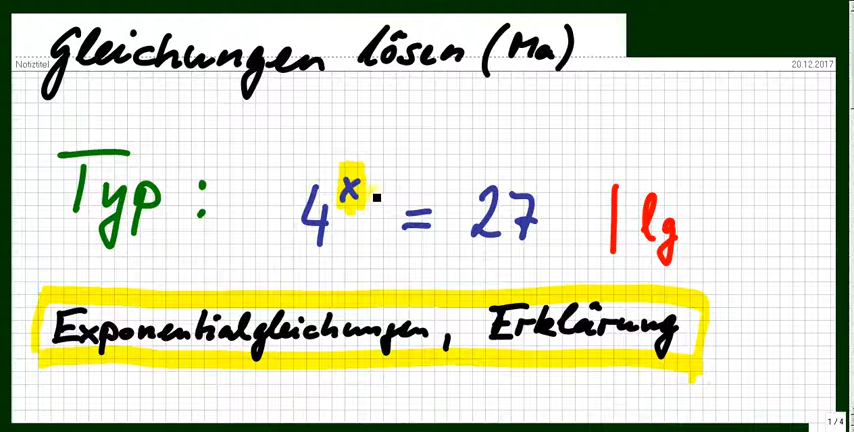 Gleichungen lösen (Ma)
Notiztitel 20.12.2017
Typ: 4^x = 27 | lg
Exponentialgleichungen, Erklärung
1 / 4